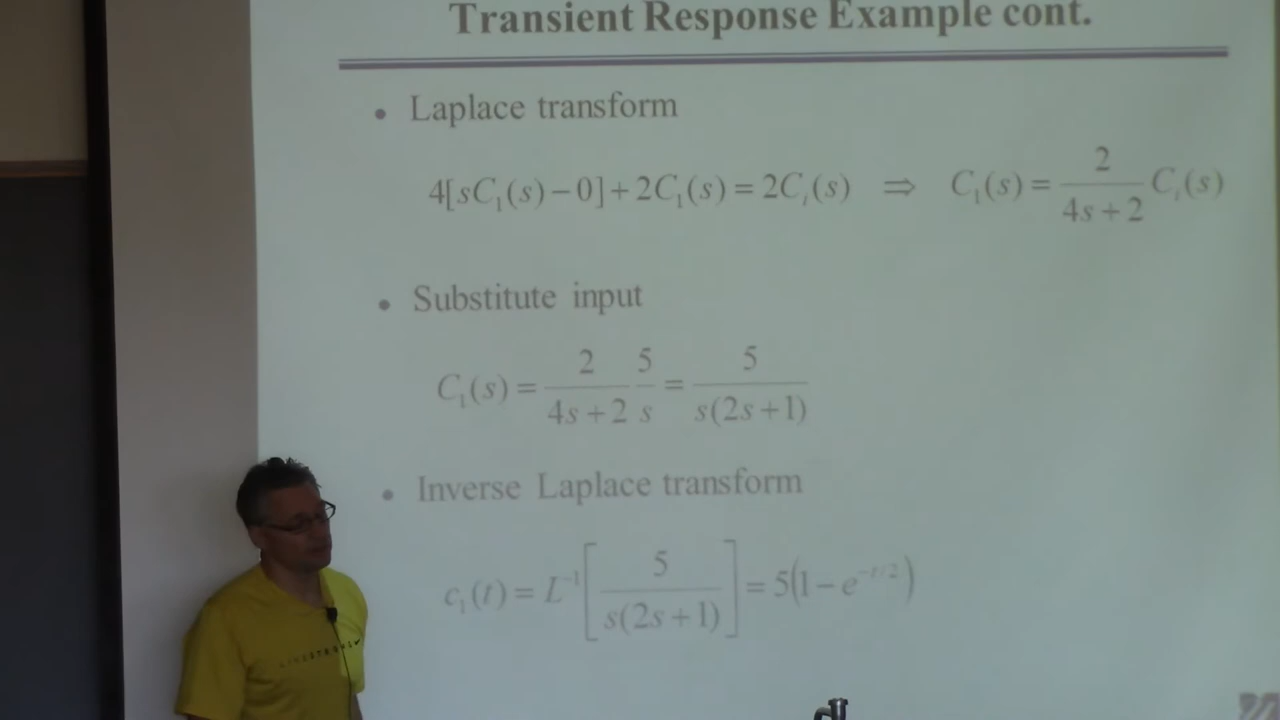 Transient Response Example cont.
• Laplace transform
4[sC₁(s)−0]+2C₁(s)=2Cᵢ(s) ⇒ C₁(s)= 2/(4s+2) Cᵢ(s)
• Substitute input
C₁(s)= 2/(4s+2) 5/s = 5/(s(2s+1))
• Inverse Laplace transform
c₁(t)=L⁻¹[5/(s(2s+1))]=5(1−e^(−t/2))
LIVESTRONG